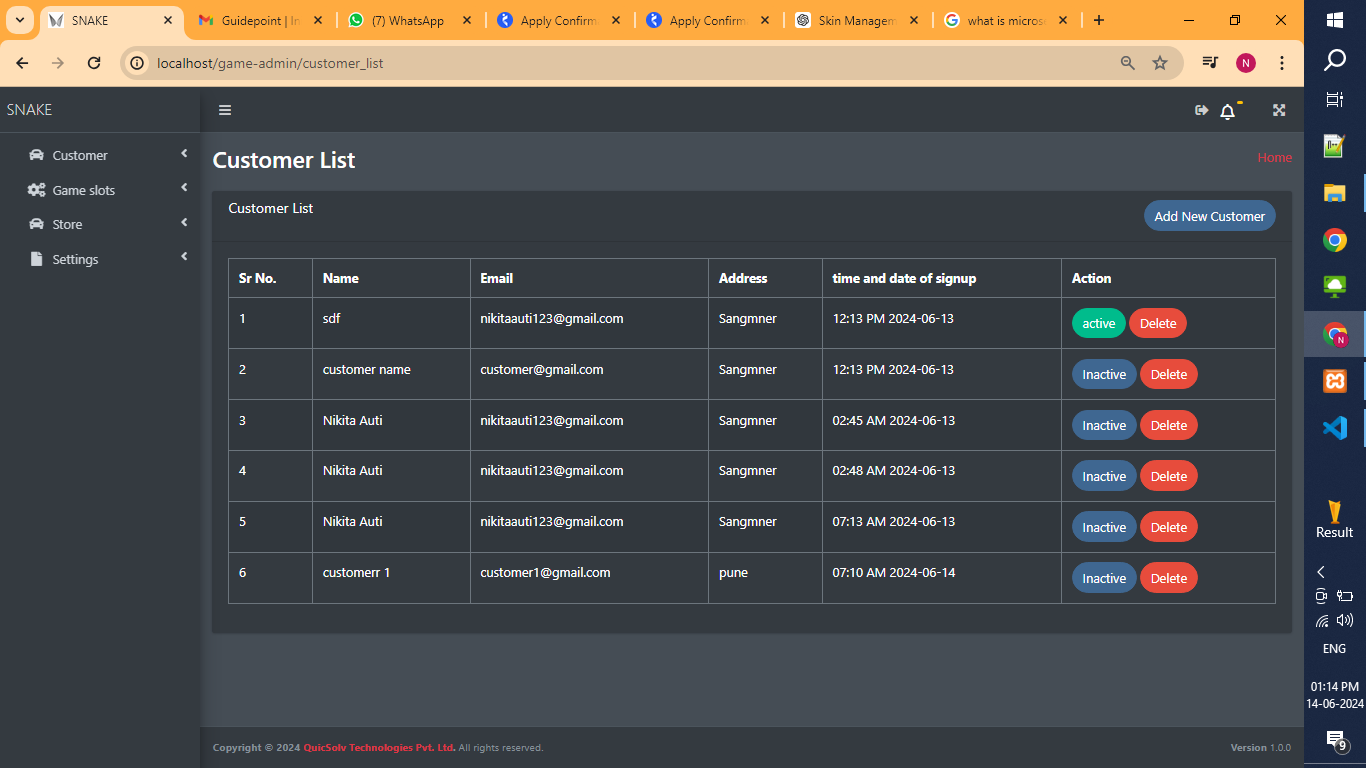 SNAKE
Guidepoint | In
(7) WhatsApp
Apply Confirm
Apply Confirm
Skin Managem
what is microse
localhost/game-admin/customer_list
N
SNAKE
Customer
Game slots
Store
Settings
Customer List
Home
Customer List
Add New Customer
Sr No. Name Email Address time and date of signup Action
1 sdf nikitaauti123@gmail.com Sangmner 12:13 PM 2024-06-13 active Delete
2 customer name customer@gmail.com Sangmner 12:13 PM 2024-06-13 Inactive Delete
3 Nikita Auti nikitaauti123@gmail.com Sangmner 02:45 AM 2024-06-13 Inactive Delete
4 Nikita Auti nikitaauti123@gmail.com Sangmner 02:48 AM 2024-06-13 Inactive Delete
5 Nikita Auti nikitaauti123@gmail.com Sangmner 07:13 AM 2024-06-13 Inactive Delete
6 customerr 1 customer1@gmail.com pune 07:10 AM 2024-06-14 Inactive Delete
Copyright © 2024 QuicSolv Technologies Pvt. Ltd. All rights reserved.
Version 1.0.0
N
Result
ENG
01:14 PM
14-06-2024
9